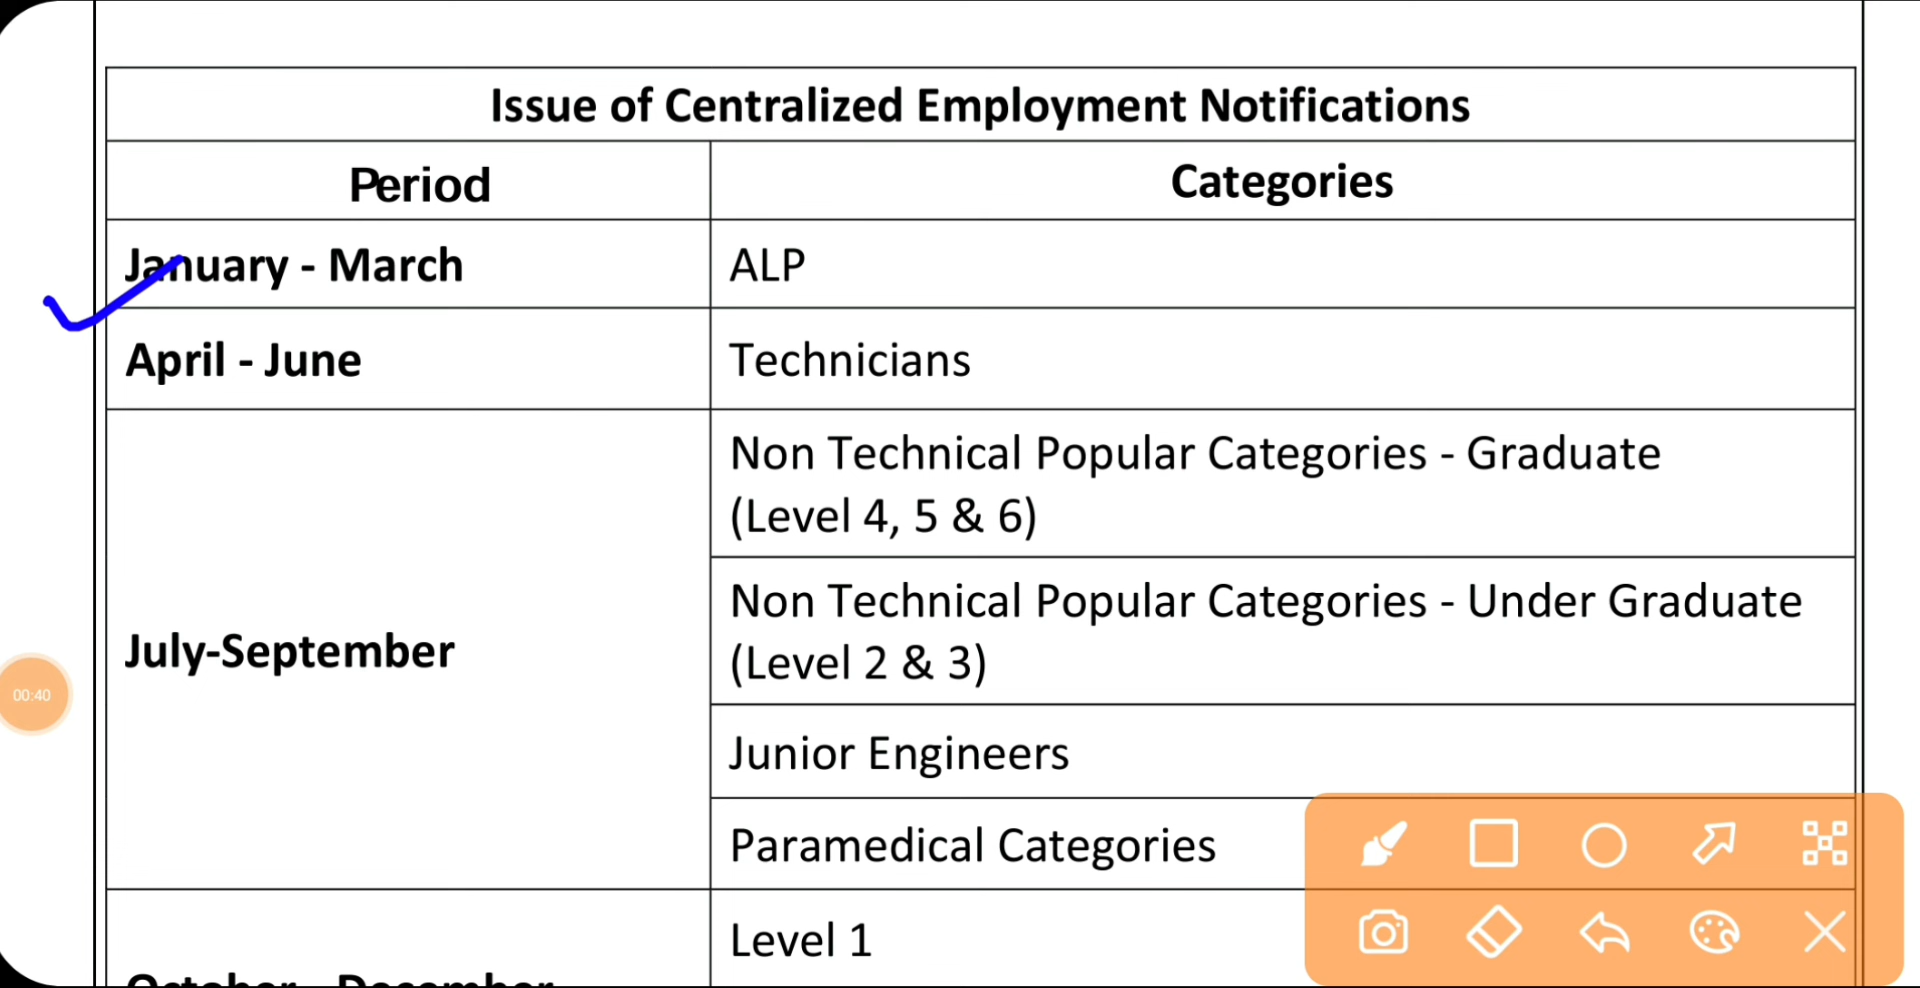 Issue of Centralized Employment Notifications
Period
Categories
January - March
ALP
April - June
Technicians
July-September
Non Technical Popular Categories - Graduate
(Level 4, 5 & 6)
Non Technical Popular Categories - Under Graduate
(Level 2 & 3)
Junior Engineers
Paramedical Categories
October - December
Level 1
00:40